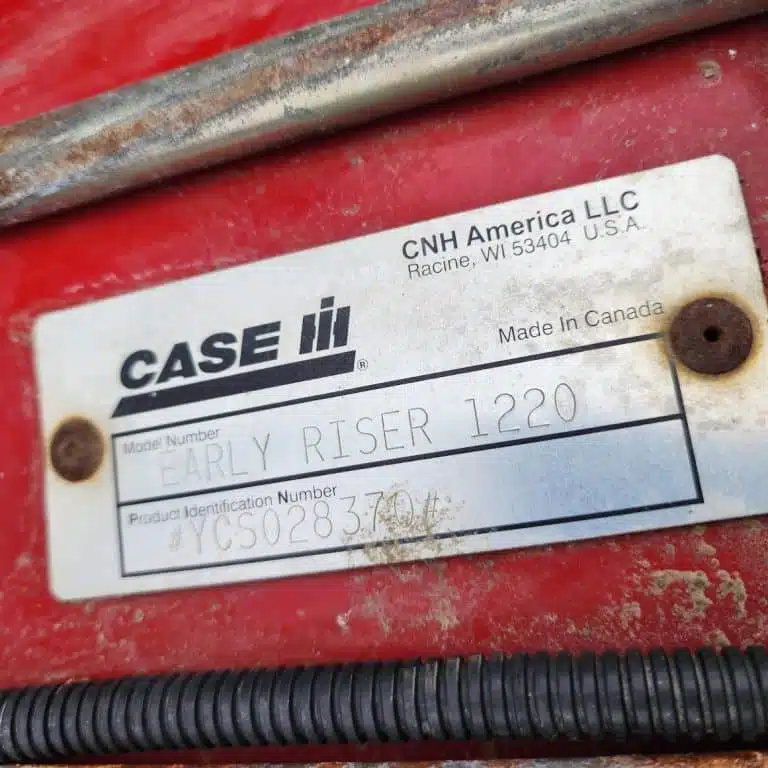 CNH America LLC
Racine, WI 53404 U.S.A.
CASE IH ®
Made In Canada
Model Number
EARLY RISER 1220
Product Identification Number
#YCS028370#